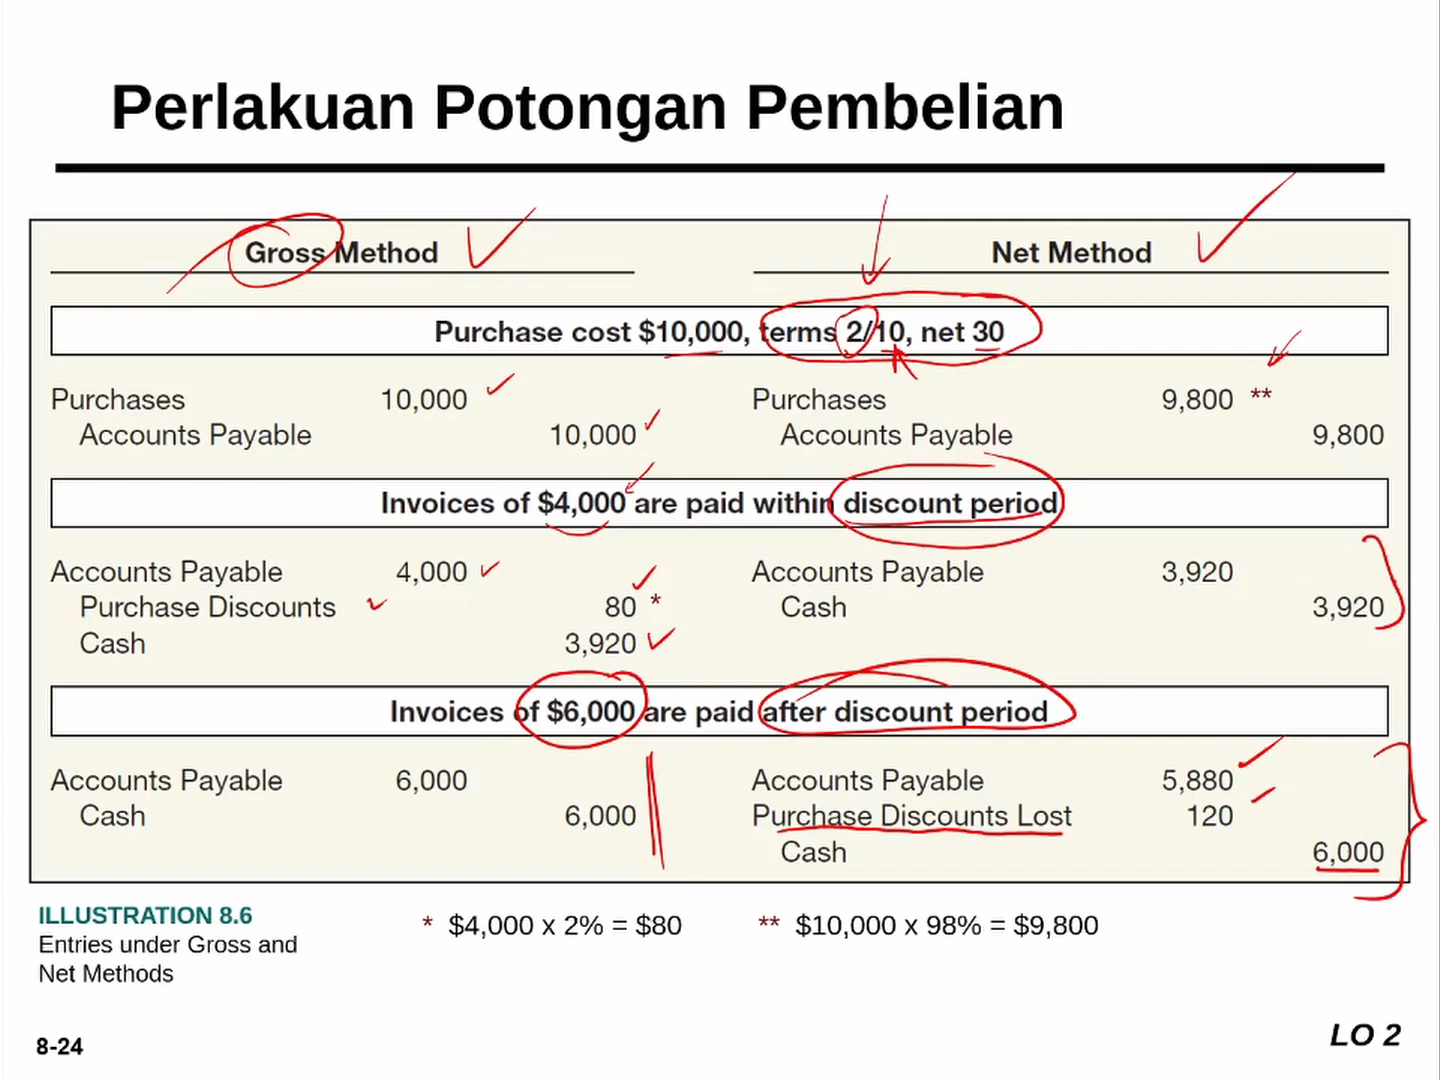 Perlakuan Potongan Pembelian
Gross Method Net Method
Purchase cost $10,000, terms 2/10, net 30
Purchases 10,000 Purchases 9,800 **
Accounts Payable 10,000 Accounts Payable 9,800
Invoices of $4,000 are paid within discount period
Accounts Payable 4,000 Accounts Payable 3,920
Purchase Discounts 80 * Cash 3,920
Cash 3,920
Invoices of $6,000 are paid after discount period
Accounts Payable 6,000 Accounts Payable 5,880
Cash 6,000 Purchase Discounts Lost 120
Cash 6,000
ILLUSTRATION 8.6
Entries under Gross and
Net Methods
* $4,000 x 2% = $80 ** $10,000 x 98% = $9,800
8-24 LO 2